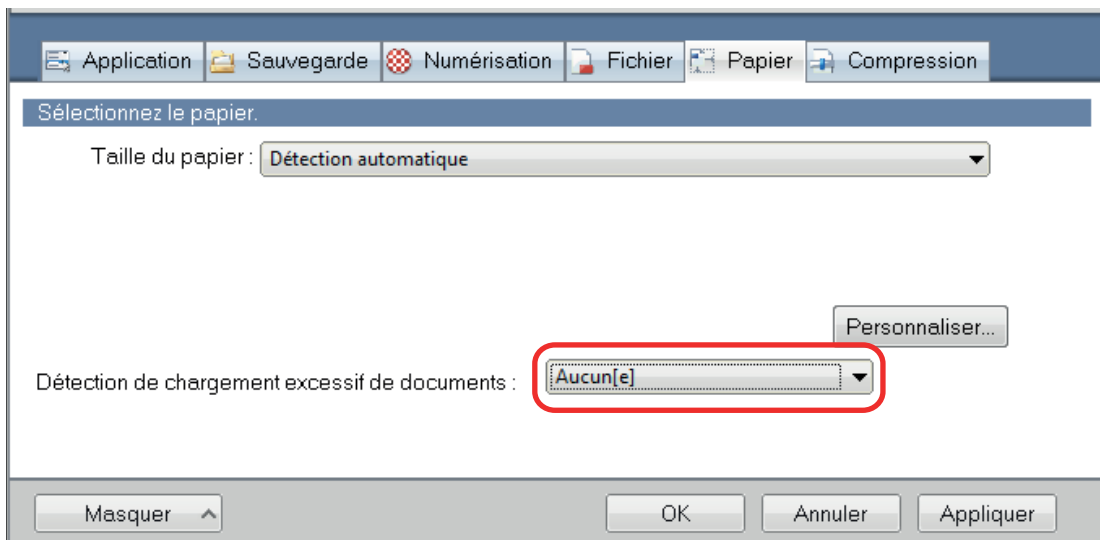 Application Sauvegarde Numérisation Fichier Papier Compression
Sélectionnez le papier.
Taille du papier : Détection automatique
Personnaliser...
Détection de chargement excessif de documents : Aucun[e]
Masquer OK Annuler Appliquer